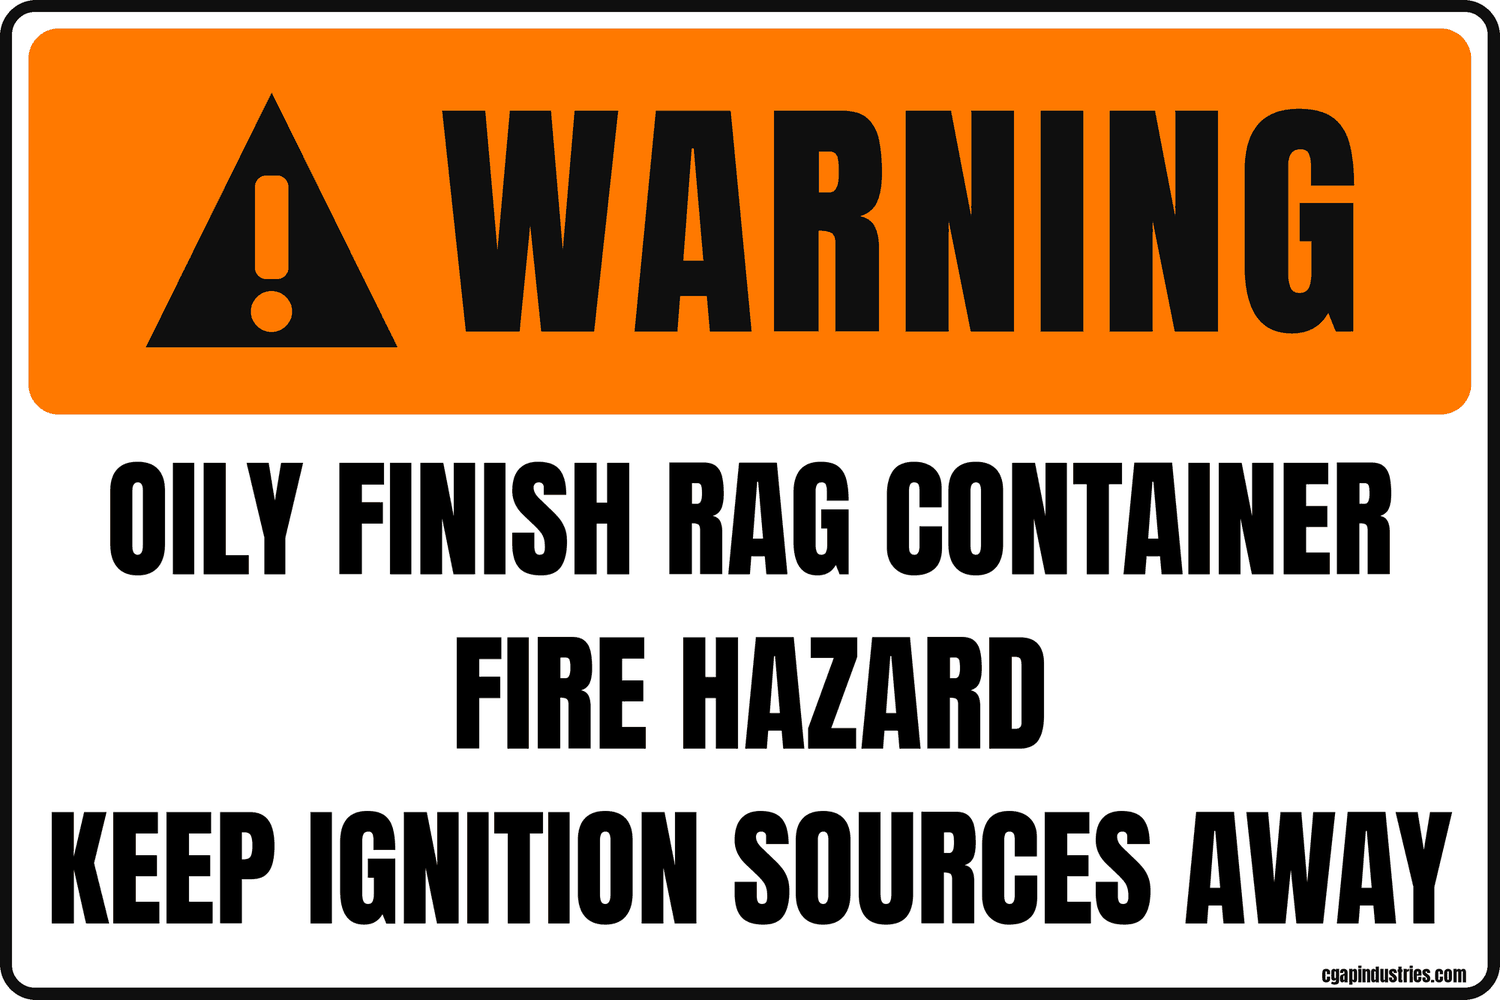 WARNING
OILY FINISH RAG CONTAINER
FIRE HAZARD
KEEP IGNITION SOURCES AWAY
cgapindustries.com